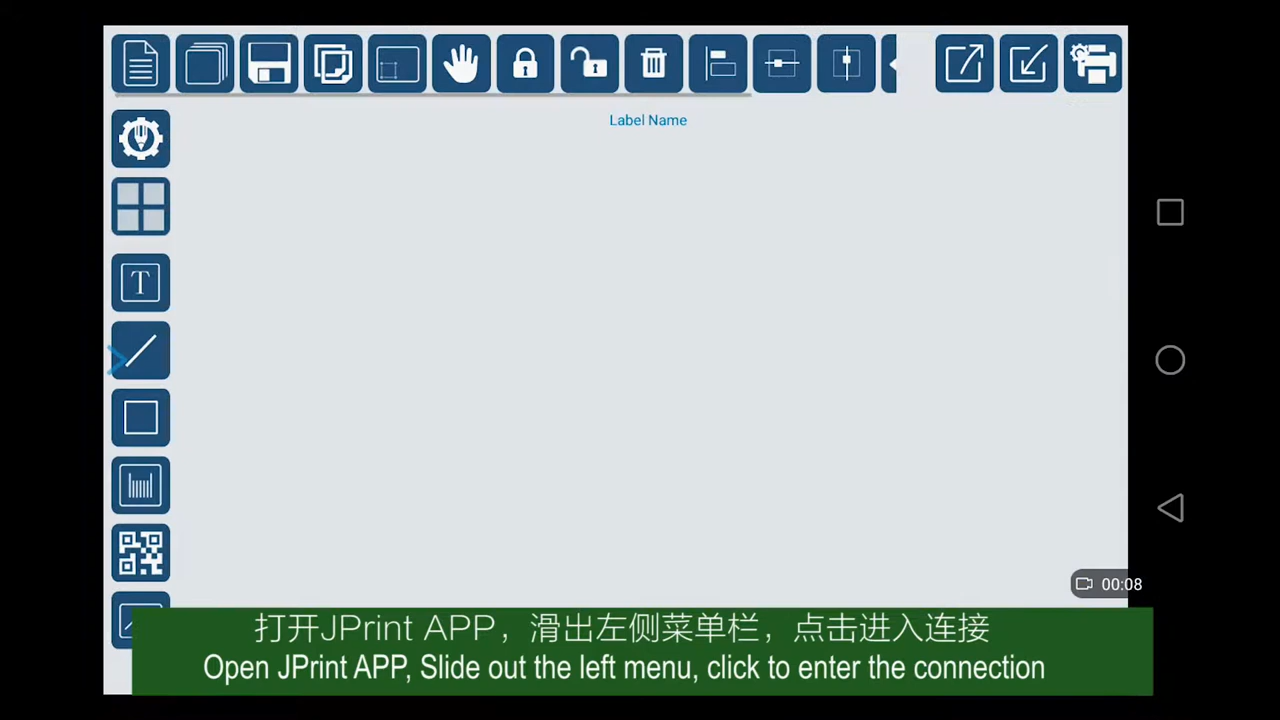 Label Name
T
00:08
打开JPrint APP，滑出左侧菜单栏，点击进入连接
Open JPrint APP, Slide out the left menu, click to enter the connection